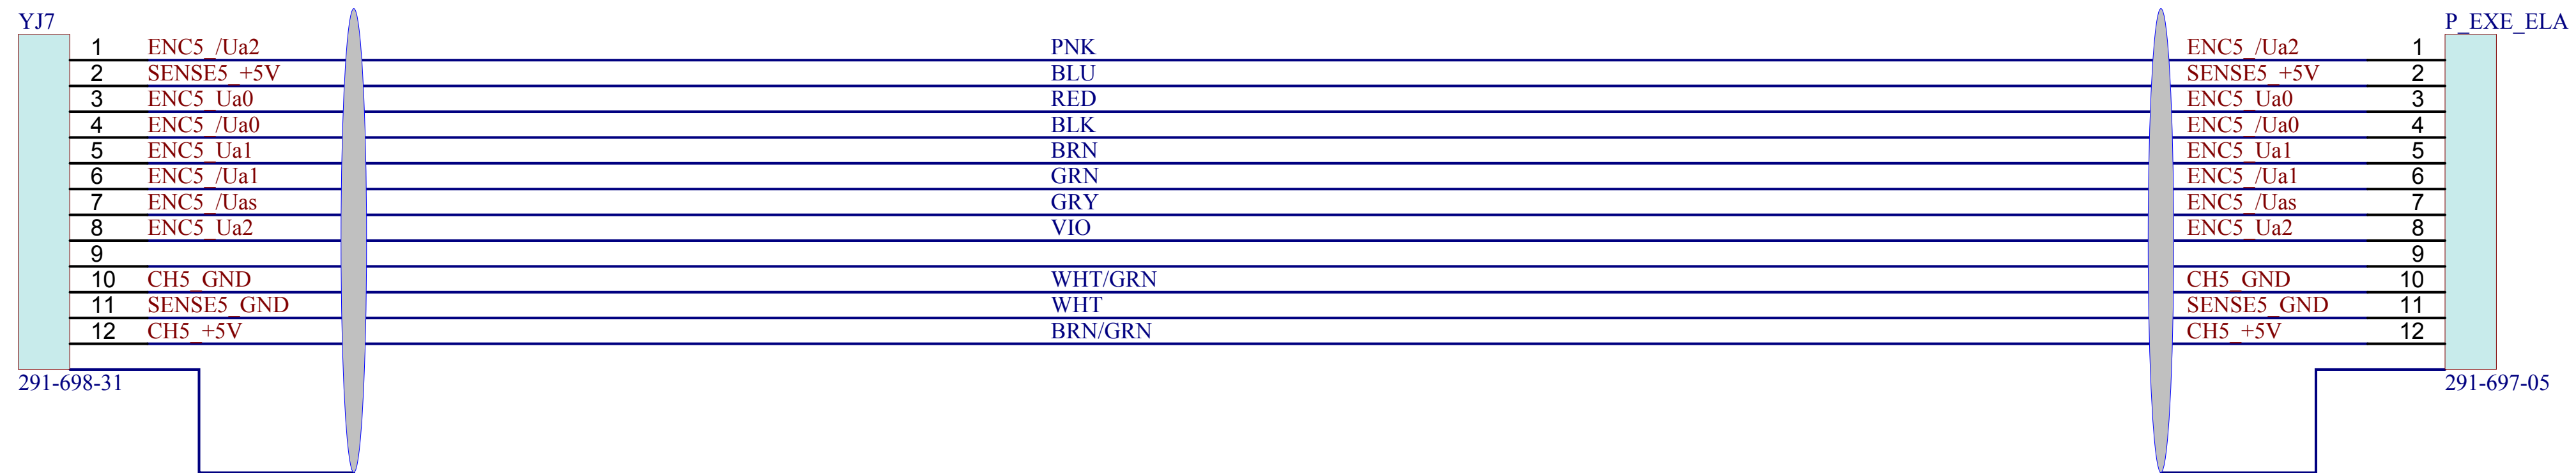 YJ7 P_EXE_ELA
1 ENC5_/Ua2 PNK ENC5_/Ua2 1
2 SENSE5_+5V BLU SENSE5_+5V 2
3 ENC5_Ua0 RED ENC5_Ua0 3
4 ENC5_/Ua0 BLK ENC5_/Ua0 4
5 ENC5_Ua1 BRN ENC5_Ua1 5
6 ENC5_/Ua1 GRN ENC5_/Ua1 6
7 ENC5_/Uas GRY ENC5_/Uas 7
8 ENC5_Ua2 VIO ENC5_Ua2 8
9 9
10 CH5_GND WHT/GRN CH5_GND 10
11 SENSE5_GND WHT SENSE5_GND 11
12 CH5_+5V BRN/GRN CH5_+5V 12
291-698-31 291-697-05